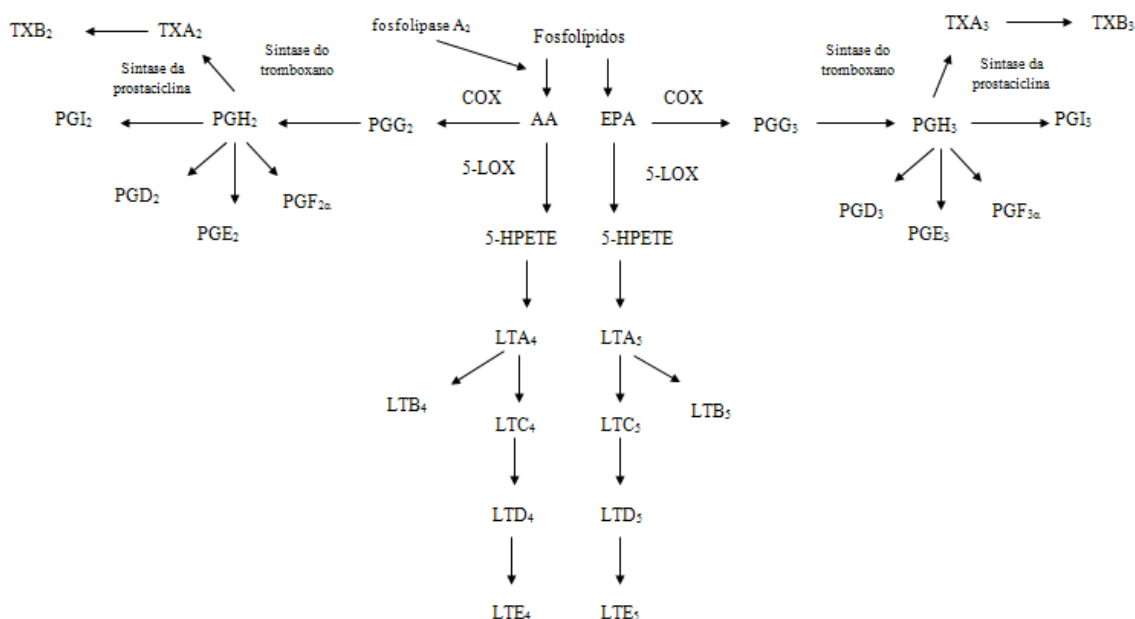 TXB₂ TXA₂ fosfolipase A₂ Fosfolípidos TXA₃ TXB₃
Sintase do
tromboxano
Sintase da
prostaciclina
Sintase do
tromboxano
Sintase da
prostaciclina
PGI₂ PGH₂ PGG₂ COX AA EPA COX PGG₃ PGH₃ PGI₃
5-LOX 5-LOX
PGD₂ PGE₂ PGF₂α PGD₃ PGE₃ PGF₃α
5-HPETE 5-HPETE
LTA₄ LTA₅
LTB₄ LTC₄ LTC₅ LTB₅
LTD₄ LTD₅
LTE₄ LTE₅